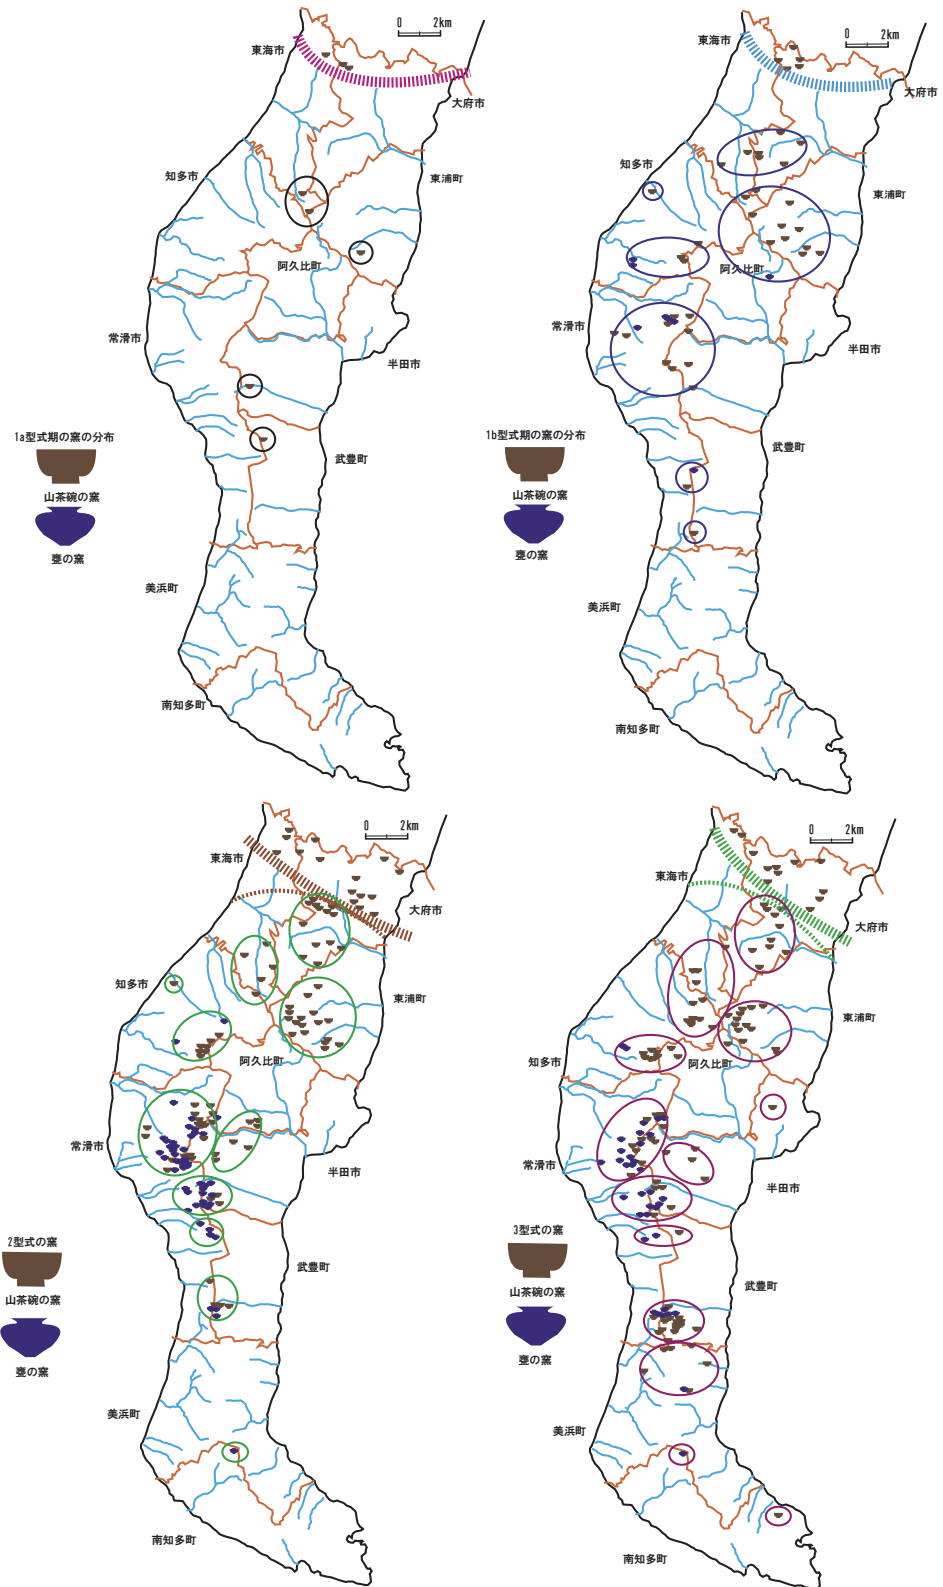 0 2km
東海市
大府市
知多市
東浦町
阿久比町
常滑市
半田市
1a型式期の窯の分布
山茶碗の窯
甕の窯
武豊町
美浜町
南知多町
0 2km
東海市
大府市
知多市
東浦町
阿久比町
常滑市
半田市
1b型式期の窯の分布
山茶碗の窯
甕の窯
武豊町
美浜町
南知多町
0 2km
東海市
大府市
知多市
東浦町
阿久比町
常滑市
半田市
2型式の窯
山茶碗の窯
甕の窯
武豊町
美浜町
南知多町
0 2km
東海市
大府市
東浦町
知多市
阿久比町
常滑市
半田市
3型式の窯
山茶碗の窯
甕の窯
武豊町
美浜町
南知多町